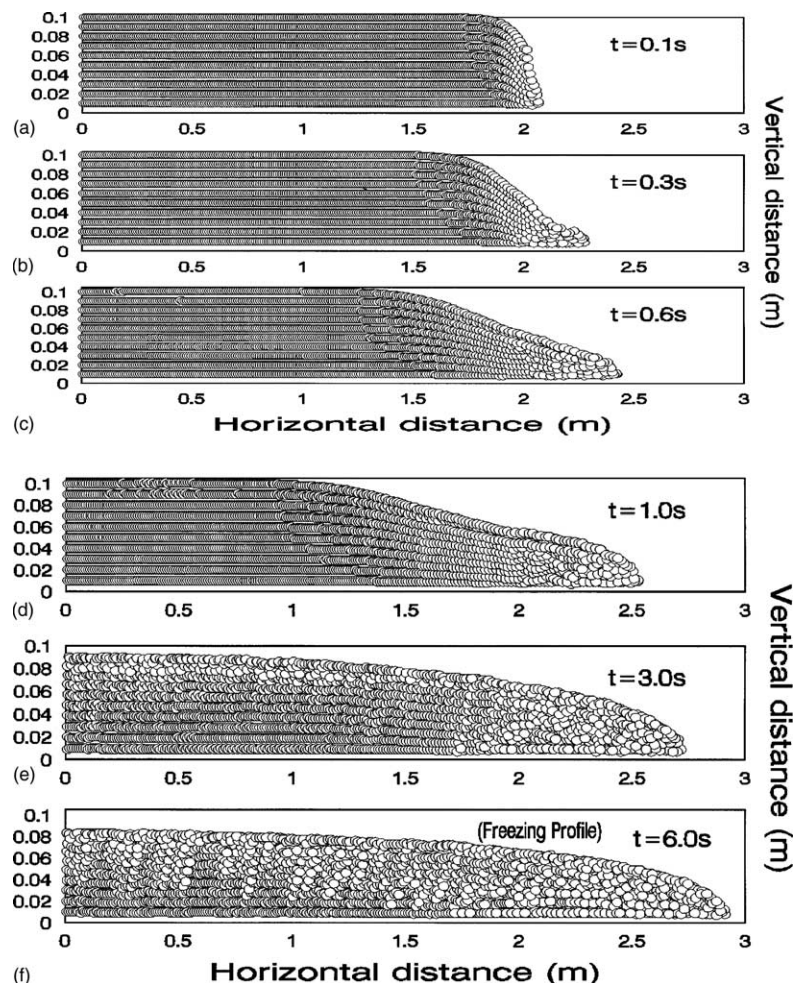 0.1
0.08
0.06
0.04
0.02
0
t=0.1s
(a)
0 0.5 1 1.5 2 2.5 3
0.1
0.08
0.06
0.04
0.02
0
t=0.3s
(b)
0 0.5 1 1.5 2 2.5 3
0.1
0.08
0.06
0.04
0.02
0
t=0.6s
(c)
0 0.5 1 1.5 2 2.5 3
Horizontal distance (m)
Vertical distance (m)
0.1
0.08
0.06
0.04
0.02
0
t=1.0s
(d)
0 0.5 1 1.5 2 2.5 3
0.1
0.08
0.06
0.04
0.02
0
t=3.0s
(e)
0 0.5 1 1.5 2 2.5 3
0.1
0.08
0.06
0.04
0.02
0
(Freezing Profile)
t=6.0s
0 0.5 1 1.5 2 2.5 3
(f)
Horizontal distance (m)
Vertical distance (m)